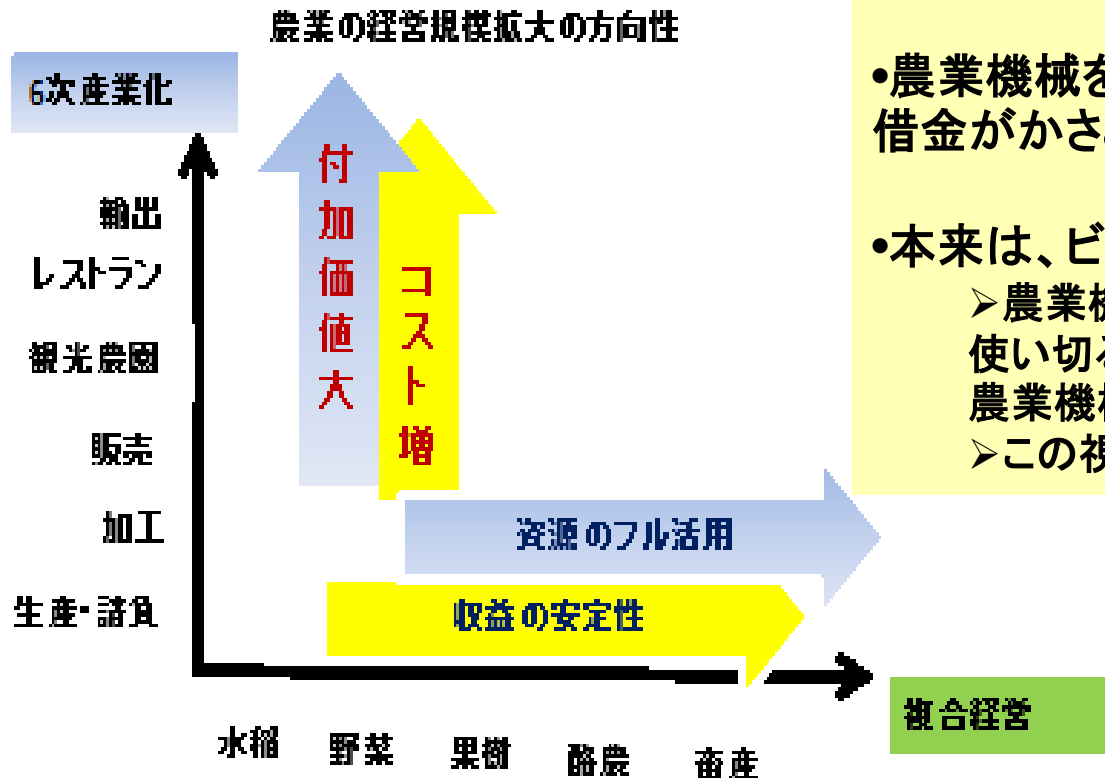 農業の経営規模拡大の方向性
6次産業化
輸出
レストラン
観光農園
販売
加工
生産・請負
付加価値大
コスト増
資源のフル活用
収益の安定性
水稲 野菜 果樹 酪農 畜産
複合経営
•農業機械を
借金がかさ
•本来は、ビ
➢農業機
使い切る
農業機械
➢この視